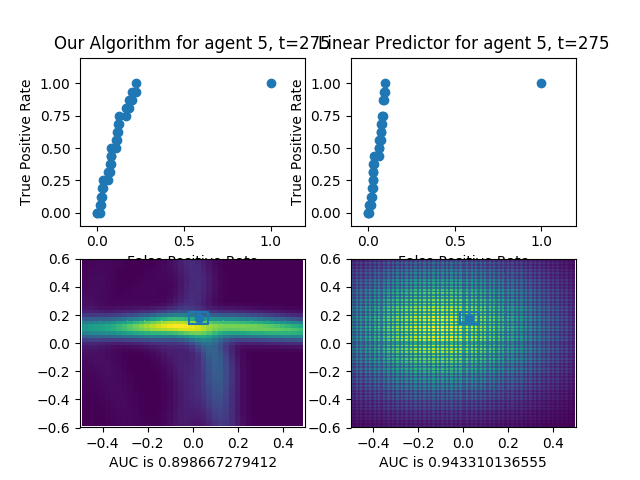 Our Algorithm for agent 5, t=275
Linear Predictor for agent 5, t=275
True Positive Rate
1.00
0.75
0.50
0.25
0.00
0.0 0.5 1.0
False Positive Rate
True Positive Rate
1.00
0.75
0.50
0.25
0.00
0.0 0.5 1.0
False Positive Rate
0.6
0.4
0.2
0.0
−0.2
−0.4
−0.6
−0.4 −0.2 0.0 0.2 0.4
AUC is 0.898667279412
0.6
0.4
0.2
0.0
−0.2
−0.4
−0.6
−0.4 −0.2 0.0 0.2 0.4
AUC is 0.943310136555